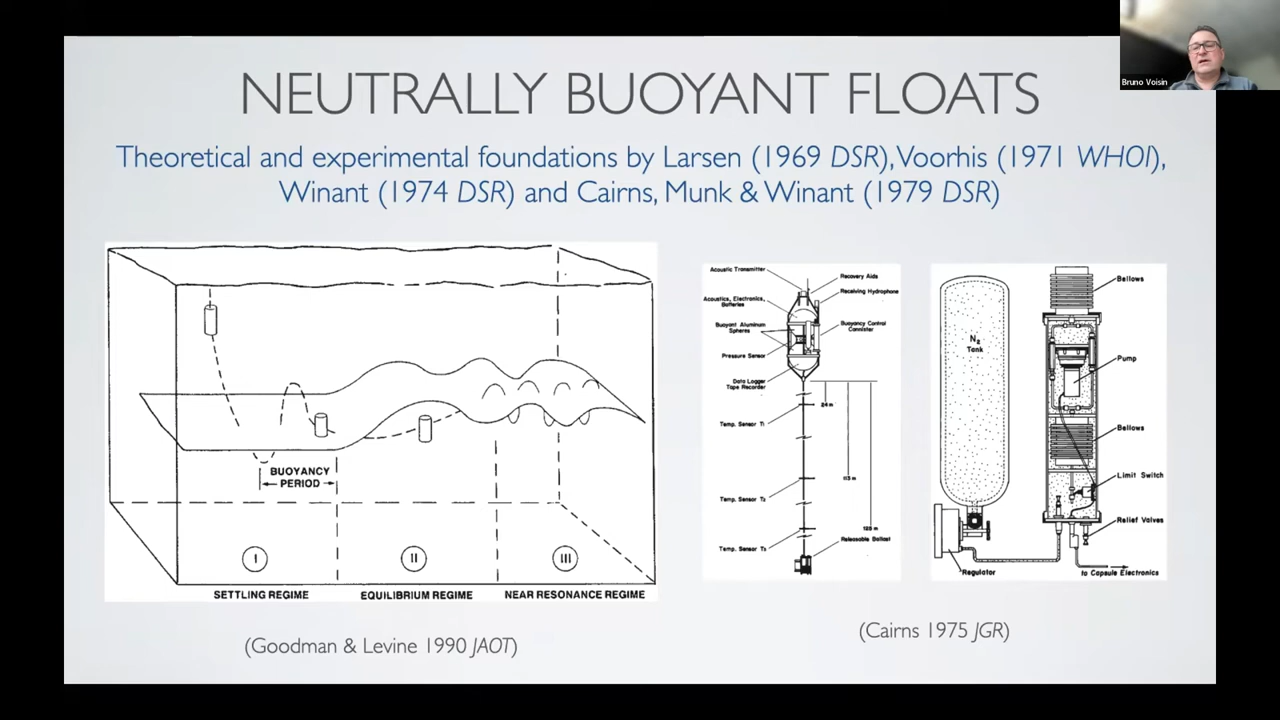 NEUTRALLY BUOYANT FLOATS
Theoretical and experimental foundations by Larsen (1969 DSR), Voorhis (1971 WHOI),
Winant (1974 DSR) and Cairns, Munk & Winant (1979 DSR)
Bruno Voisin
BUOYANCY
PERIOD
I
II
III
SETTLING REGIME
EQUILIBRIUM REGIME
NEAR RESONANCE REGIME
(Goodman & Levine 1990 JAOT)
Acoustic Transmitter
Recovery Aids
Receiving Hydrophone
Acoustics, Electronics,
Batteries
Buoyant Aluminum
Spheres
Buoyancy Control
Cannister
Pressure Sensor
Data Logger
Tape Recorder
24 m
Temp. Sensor T1
113 m
Temp. Sensor T2
125 m
Releasable Ballast
Temp. Sensor T3
N2
Tank
Bellows
Pump
Bellows
Limit Switch
Relief Valves
Regulator
to Capsule Electronics
(Cairns 1975 JGR)